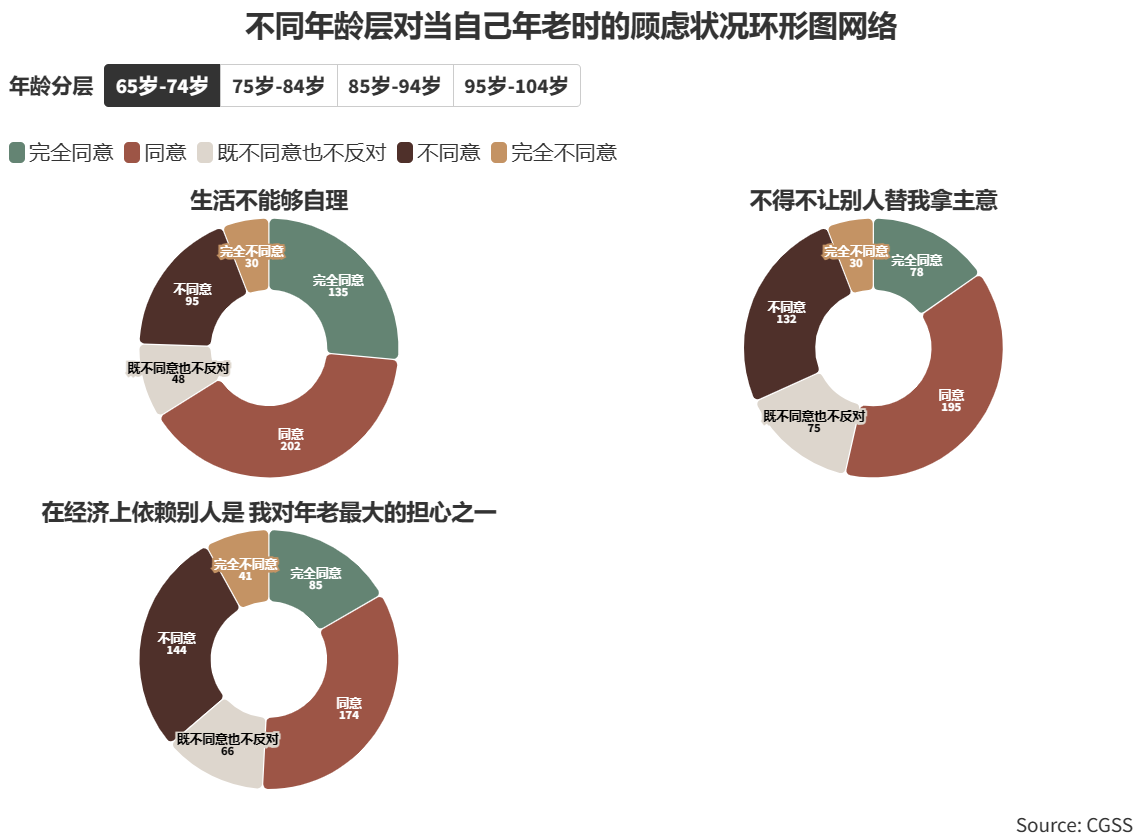 不同年龄层对当自己年老时的顾虑状况环形图网络
年龄分层 65岁-74岁 75岁-84岁 85岁-94岁 95岁-104岁
完全同意 同意 既不同意也不反对 不同意 完全不同意
生活不能够自理
完全不同意
30
完全同意
135
不同意
95
既不同意也不反对
48
同意
202
不得不让别人替我拿主意
完全不同意
30
完全同意
78
不同意
132
同意
195
既不同意也不反对
75
在经济上依赖别人是 我对年老最大的担心之一
完全不同意
41
完全同意
85
不同意
144
同意
174
既不同意也不反对
66
Source: CGSS